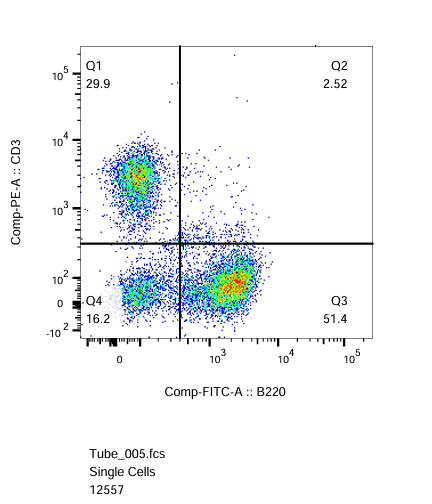 Comp-PE-A :: CD3
Q1
29.9
Q2
2.52
Q4
16.2
Q3
51.4
10^5
10^4
10^3
10^2
0
-10^2
0
10^3
10^4
10^5
Comp-FITC-A :: B220
Tube_005.fcs
Single Cells
12557